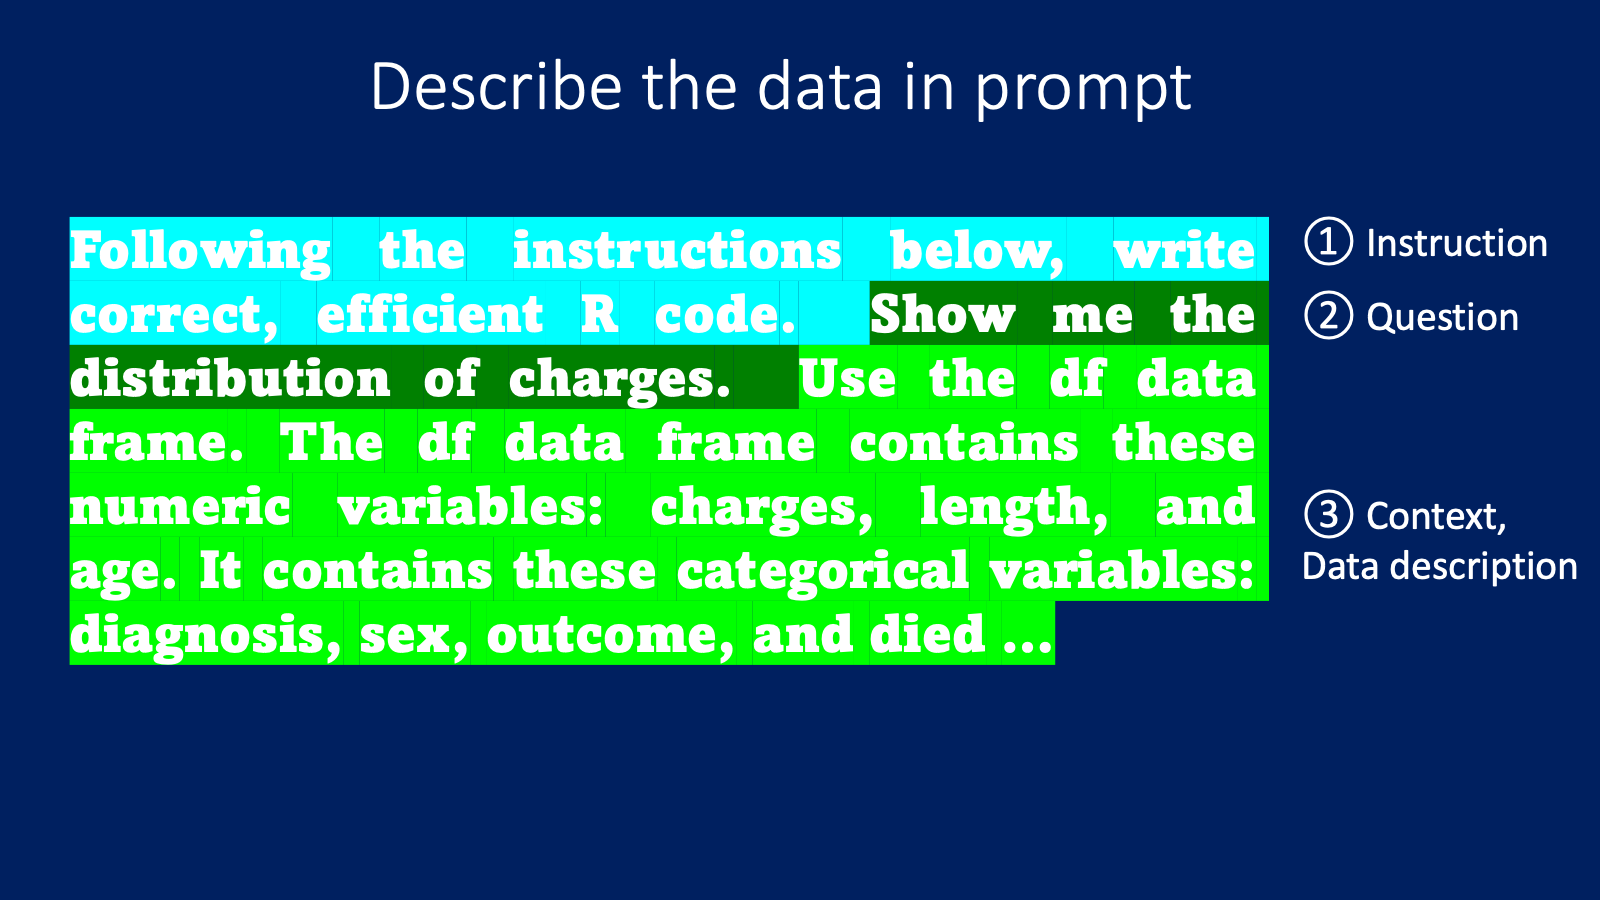 Describe the data in prompt
Following the instructions below, write
correct, efficient R code. Show me the
distribution of charges. Use the df data
frame. The df data frame contains these
numeric variables: charges, length, and
age. It contains these categorical variables:
diagnosis, sex, outcome, and died ...
① Instruction
② Question
③ Context,
Data description